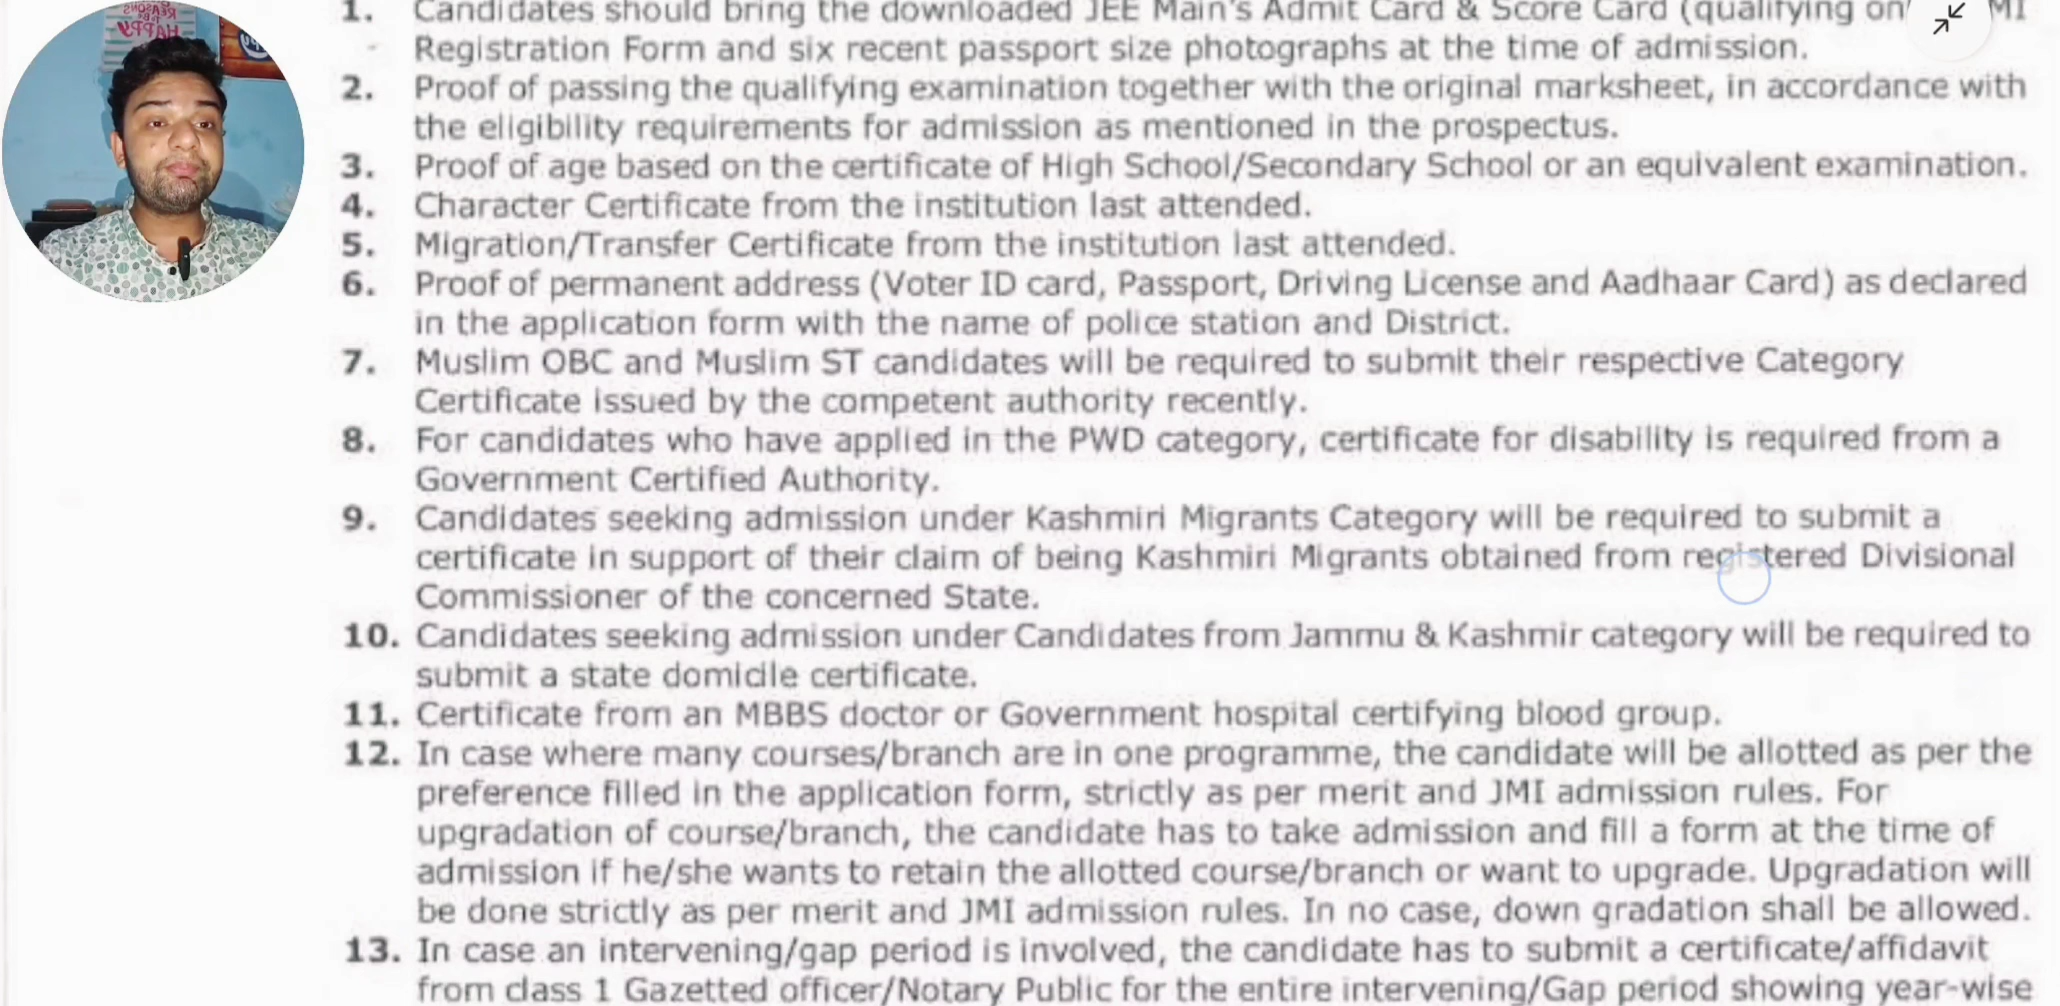 REASONS
to be
HAPPY
1. Candidates should bring the downloaded JEE Main's Admit Card & Score Card (qualifying on MI
Registration Form and six recent passport size photographs at the time of admission.
2. Proof of passing the qualifying examination together with the original marksheet, in accordance with
the eligibility requirements for admission as mentioned in the prospectus.
3. Proof of age based on the certificate of High School/Secondary School or an equivalent examination.
4. Character Certificate from the institution last attended.
5. Migration/Transfer Certificate from the institution last attended.
6. Proof of permanent address (Voter ID card, Passport, Driving License and Aadhaar Card) as declared
in the application form with the name of police station and District.
7. Muslim OBC and Muslim ST candidates will be required to submit their respective Category
Certificate issued by the competent authority recently.
8. For candidates who have applied in the PWD category, certificate for disability is required from a
Government Certified Authority.
9. Candidates seeking admission under Kashmiri Migrants Category will be required to submit a
certificate in support of their claim of being Kashmiri Migrants obtained from registered Divisional
Commissioner of the concerned State.
10. Candidates seeking admission under Candidates from Jammu & Kashmir category will be required to
submit a state domicile certificate.
11. Certificate from an MBBS doctor or Government hospital certifying blood group.
12. In case where many courses/branch are in one programme, the candidate will be allotted as per the
preference filled in the application form, strictly as per merit and JMI admission rules. For
upgradation of course/branch, the candidate has to take admission and fill a form at the time of
admission if he/she wants to retain the allotted course/branch or want to upgrade. Upgradation will
be done strictly as per merit and JMI admission rules. In no case, down gradation shall be allowed.
13. In case an intervening/gap period is involved, the candidate has to submit a certificate/affidavit
from class 1 Gazetted officer/Notary Public for the entire intervening/Gap period showing year-wise